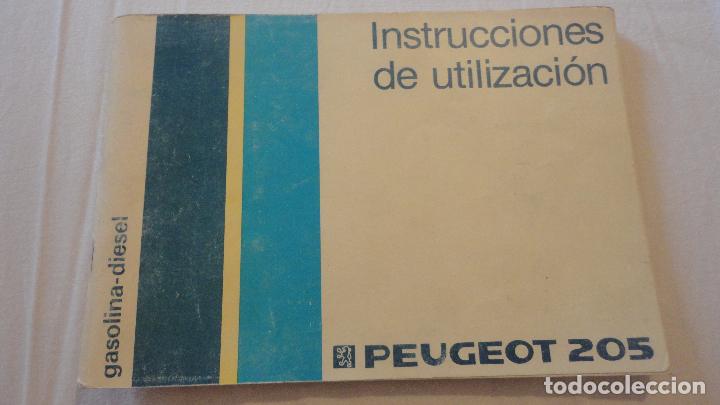 Instrucciones
de utilización
gasolina-diesel
PEUGEOT 205
todocoleccion